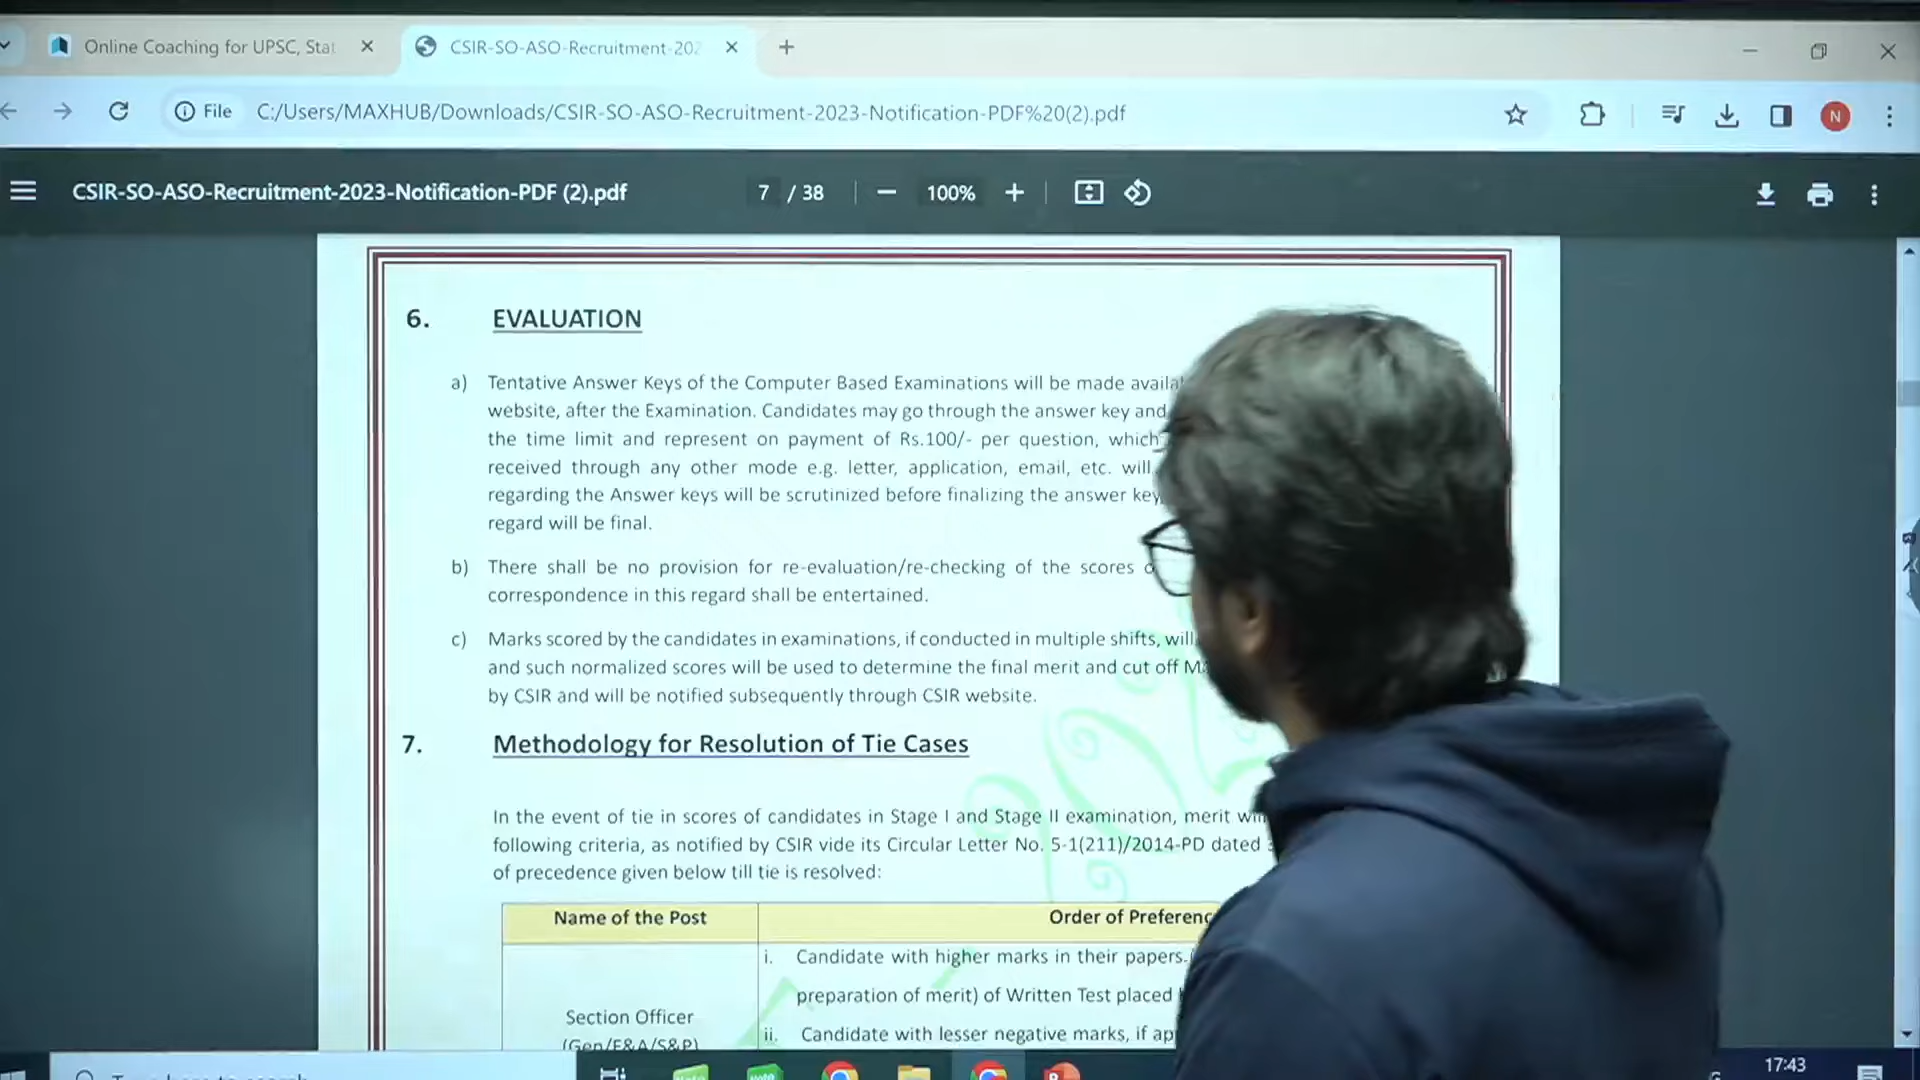 Online Coaching for UPSC, Sta
CSIR-SO-ASO-Recruitment-202
File C:/Users/MAXHUB/Downloads/CSIR-SO-ASO-Recruitment-2023-Notification-PDF%20(2).pdf
N
CSIR-SO-ASO-Recruitment-2023-Notification-PDF (2).pdf
7 / 38
100%
6. EVALUATION
a) Tentative Answer Keys of the Computer Based Examinations will be made availa
website, after the Examination. Candidates may go through the answer key and
the time limit and represent on payment of Rs.100/- per question, which
received through any other mode e.g. letter, application, email, etc. will
regarding the Answer keys will be scrutinized before finalizing the answer key
regard will be final.
b) There shall be no provision for re-evaluation/re-checking of the scores
correspondence in this regard shall be entertained.
c) Marks scored by the candidates in examinations, if conducted in multiple shifts, will
and such normalized scores will be used to determine the final merit and cut off
by CSIR and will be notified subsequently through CSIR website.
7. Methodology for Resolution of Tie Cases
In the event of tie in scores of candidates in Stage I and Stage II examination, merit
following criteria, as notified by CSIR vide its Circular Letter No. 5-1(211)/2014-PD dated
of precedence given below till tie is resolved:
Name of the Post
Order of Preferenc
i. Candidate with higher marks in their papers.
preparation of merit) of Written Test placed
Section Officer
(Gen/F&A/S&P)
ii. Candidate with lesser negative marks, if ap
17:43